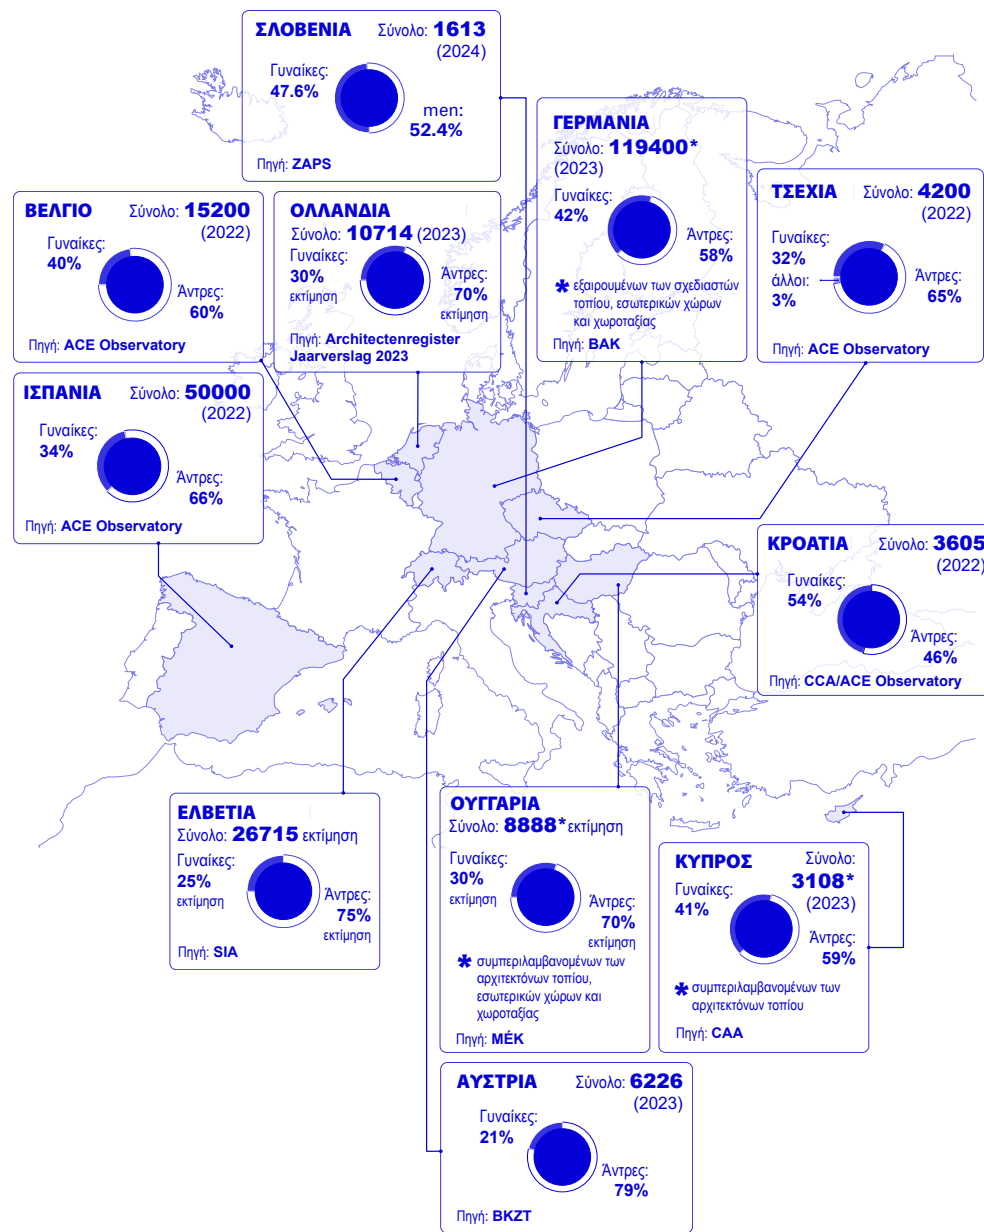 ΣΛΟΒΕΝΙΑ Σύνολο: 1613
(2024)
Γυναίκες:
47.6%
men:
52.4%
Πηγή: ZAPS
ΓΕΡΜΑΝΙΑ
Σύνολο: 119400*
(2023)
Γυναίκες:
42%
Άντρες:
58%
* εξαιρουμένων των σχεδιαστών
τοπίου, εσωτερικών χώρων
και χωροταξίας
Πηγή: BAK
ΤΣΕΧΙΑ Σύνολο: 4200
(2022)
Γυναίκες:
32%
άλλοι:
3%
Άντρες:
65%
Πηγή: ACE Observatory
ΒΕΛΓΙΟ Σύνολο: 15200
(2022)
Γυναίκες:
40%
Άντρες:
60%
Πηγή: ACE Observatory
ΟΛΛΑΝΔΙΑ
Σύνολο: 10714 (2023)
Γυναίκες:
30%
εκτίμηση
Άντρες:
70%
εκτίμηση
Πηγή: Architectenregister
Jaarverslag 2023
ΙΣΠΑΝΙΑ Σύνολο: 50000
(2022)
Γυναίκες:
34%
Άντρες:
66%
Πηγή: ACE Observatory
ΚΡΟΑΤΙΑ Σύνολο: 3605
(2022)
Γυναίκες:
54%
Άντρες:
46%
Πηγή: CCA/ACE Observatory
ΕΛΒΕΤΙΑ
Σύνολο: 26715 εκτίμηση
Γυναίκες:
25%
εκτίμηση
Άντρες:
75%
εκτίμηση
Πηγή: SIA
ΟΥΓΓΑΡΙΑ
Σύνολο: 8888* εκτίμηση
Γυναίκες:
30%
εκτίμηση
Άντρες:
70%
εκτίμηση
* συμπεριλαμβανομένων των
αρχιτεκτόνων τοπίου,
εσωτερικών χώρων και
χωροταξίας
Πηγή: MÉK
ΚΥΠΡΟΣ Σύνολο:
3108*
(2023)
Γυναίκες:
41%
Άντρες:
59%
* συμπεριλαμβανομένων των
αρχιτεκτόνων τοπίου
Πηγή: CAA
ΑΥΣΤΡΙΑ Σύνολο: 6226
(2023)
Γυναίκες:
21%
Άντρες:
79%
Πηγή: BKZT